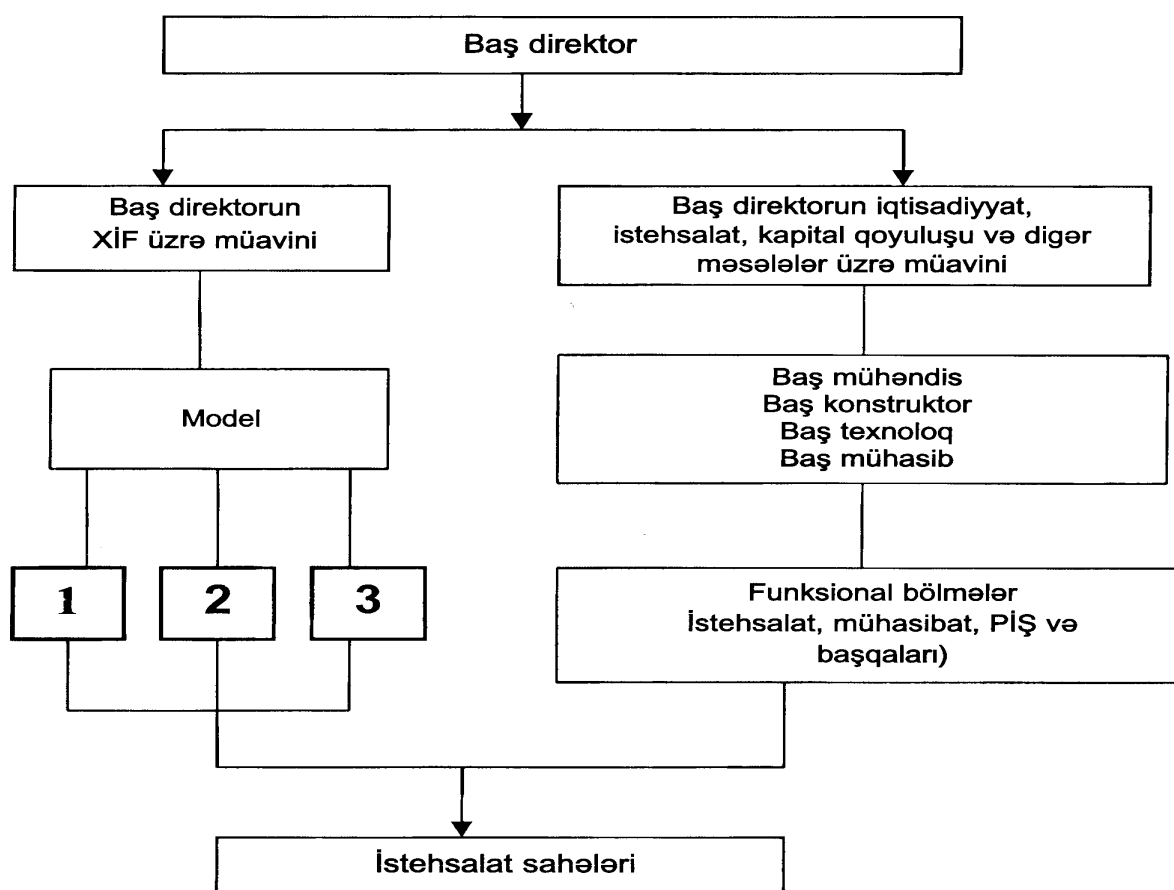 Baş direktor
Baş direktorun
XİF üzrə müavini
Baş direktorun iqtisadiyyat,
istehsalat, kapital qoyuluşu və digər
məsələlər üzrə müavini
Model
Baş mühəndis
Baş konstruktor
Baş texnoloq
Baş mühasib
1
2
3
Funksional bölmələr
İstehsalat, mühasibat, PİŞ və
başqaları)
İstehsalat sahələri